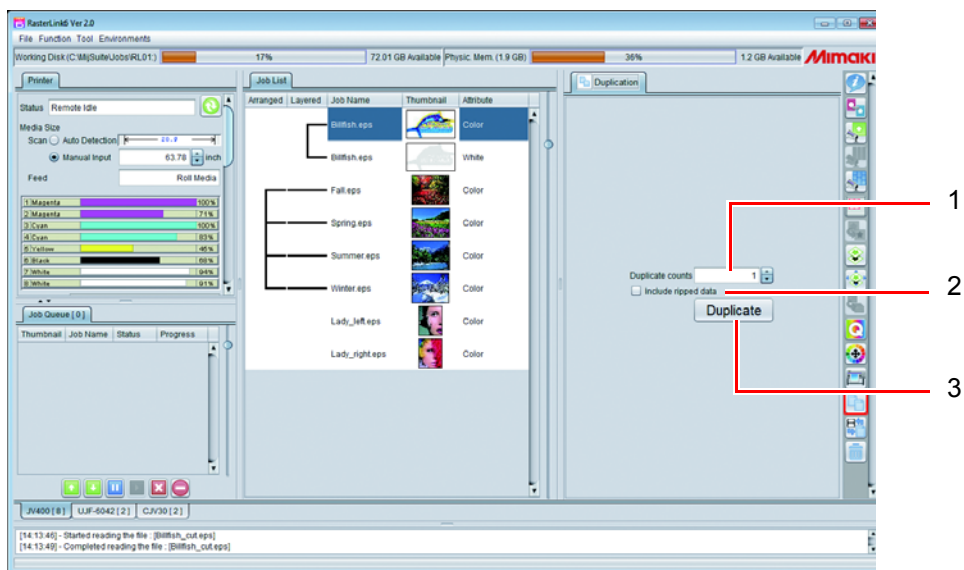 RasterLink6 Ver 2.0
File Function Tool Environments
Working Disk (C:\MijSuite\Jobs\RL01:) 17% 72.01 GB Available Physic. Mem. (1.9 GB) 36% 1.2 GB Available Mimaki
Printer
Status Remote Idle
Media Size
Scan Auto Detection
Manual Input 63.78 inch
Feed Roll Media
1 Magenta 100%
2 Magenta 71%
3 Cyan 100%
4 Cyan 83%
5 Yellow 46%
6 Black 68%
7 White 94%
8 White 91%
Job Queue [ 0 ]
Thumbnail Job Name Status Progress
Job List
Arranged Layered Job Name Thumbnail Attribute
Billfish.eps Color
Billfish.eps White
Fall.eps Color
Spring.eps Color
Summer.eps Color
Winter.eps Color
Lady_left.eps Color
Lady_right.eps Color
Duplication
Duplicate counts 1
Include ripped data
Duplicate
1
2
3
JV400 [ 8 ] UJF-6042 [ 2 ] CJV30 [ 2 ]
[14:13:46] - Started reading the file : [Billfish_cut.eps]
[14:13:49] - Completed reading the file : [Billfish_cut.eps]